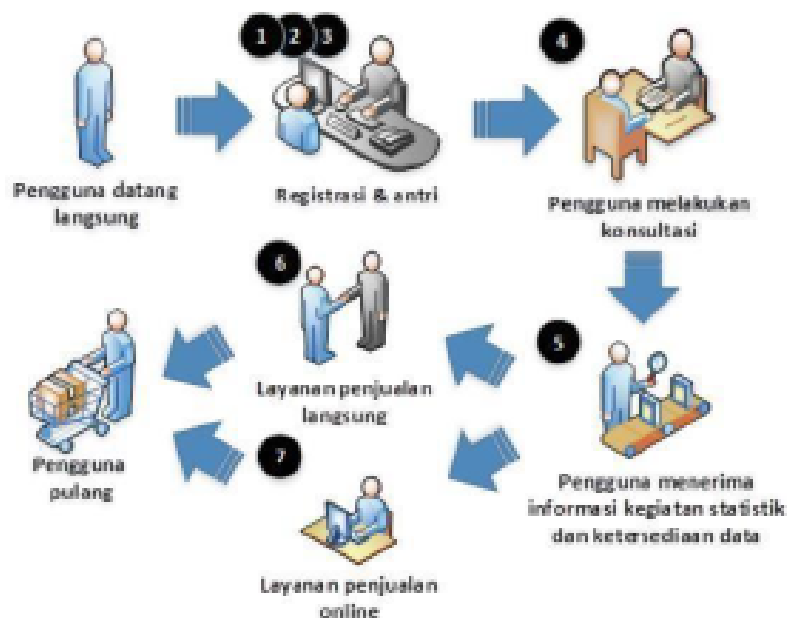 1 2 3
4
Pengguna datang
langsung
Registrasi & antri
Pengguna melakukan
konsultasi
6
5
Layanan penjualan
langsung
Pengguna
pulang
7
Pengguna menerima
informasi kegiatan statistik
dan ketersediaan data
Layanan penjualan
online